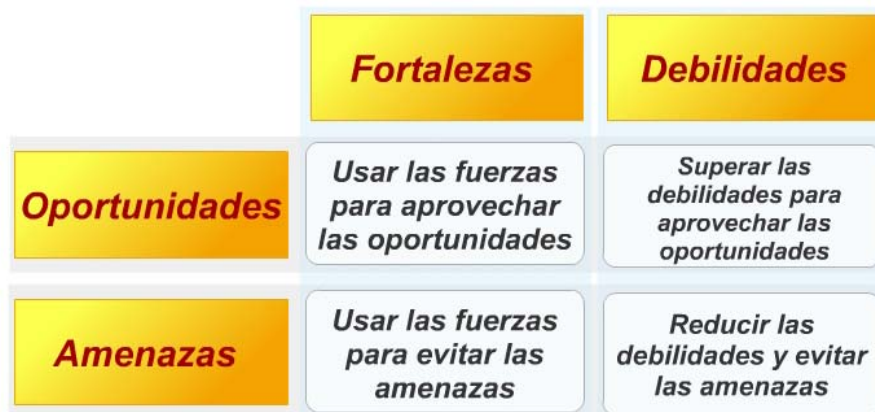 Fortalezas
Debilidades
Oportunidades
Usar las fuerzas
para aprovechar
las oportunidades
Superar las
debilidades para
aprovechar las
oportunidades
Amenazas
Usar las fuerzas
para evitar las
amenazas
Reducir las
debilidades y evitar
las amenazas